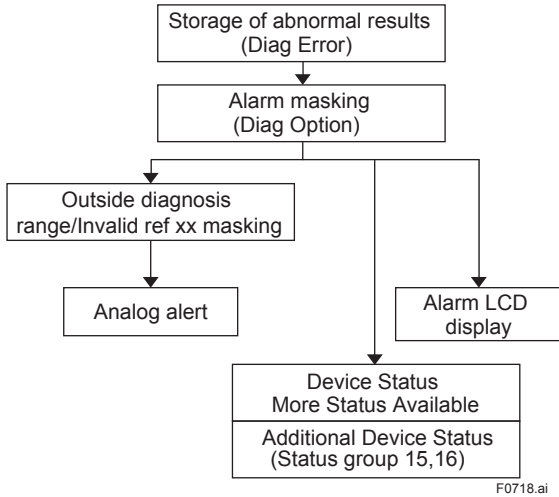 Storage of abnormal results
(Diag Error)
Alarm masking
(Diag Option)
Outside diagnosis
range/Invalid ref xx masking
Analog alert
Alarm LCD
display
Device Status
More Status Available
Additional Device Status
(Status group 15,16)
F0718.ai